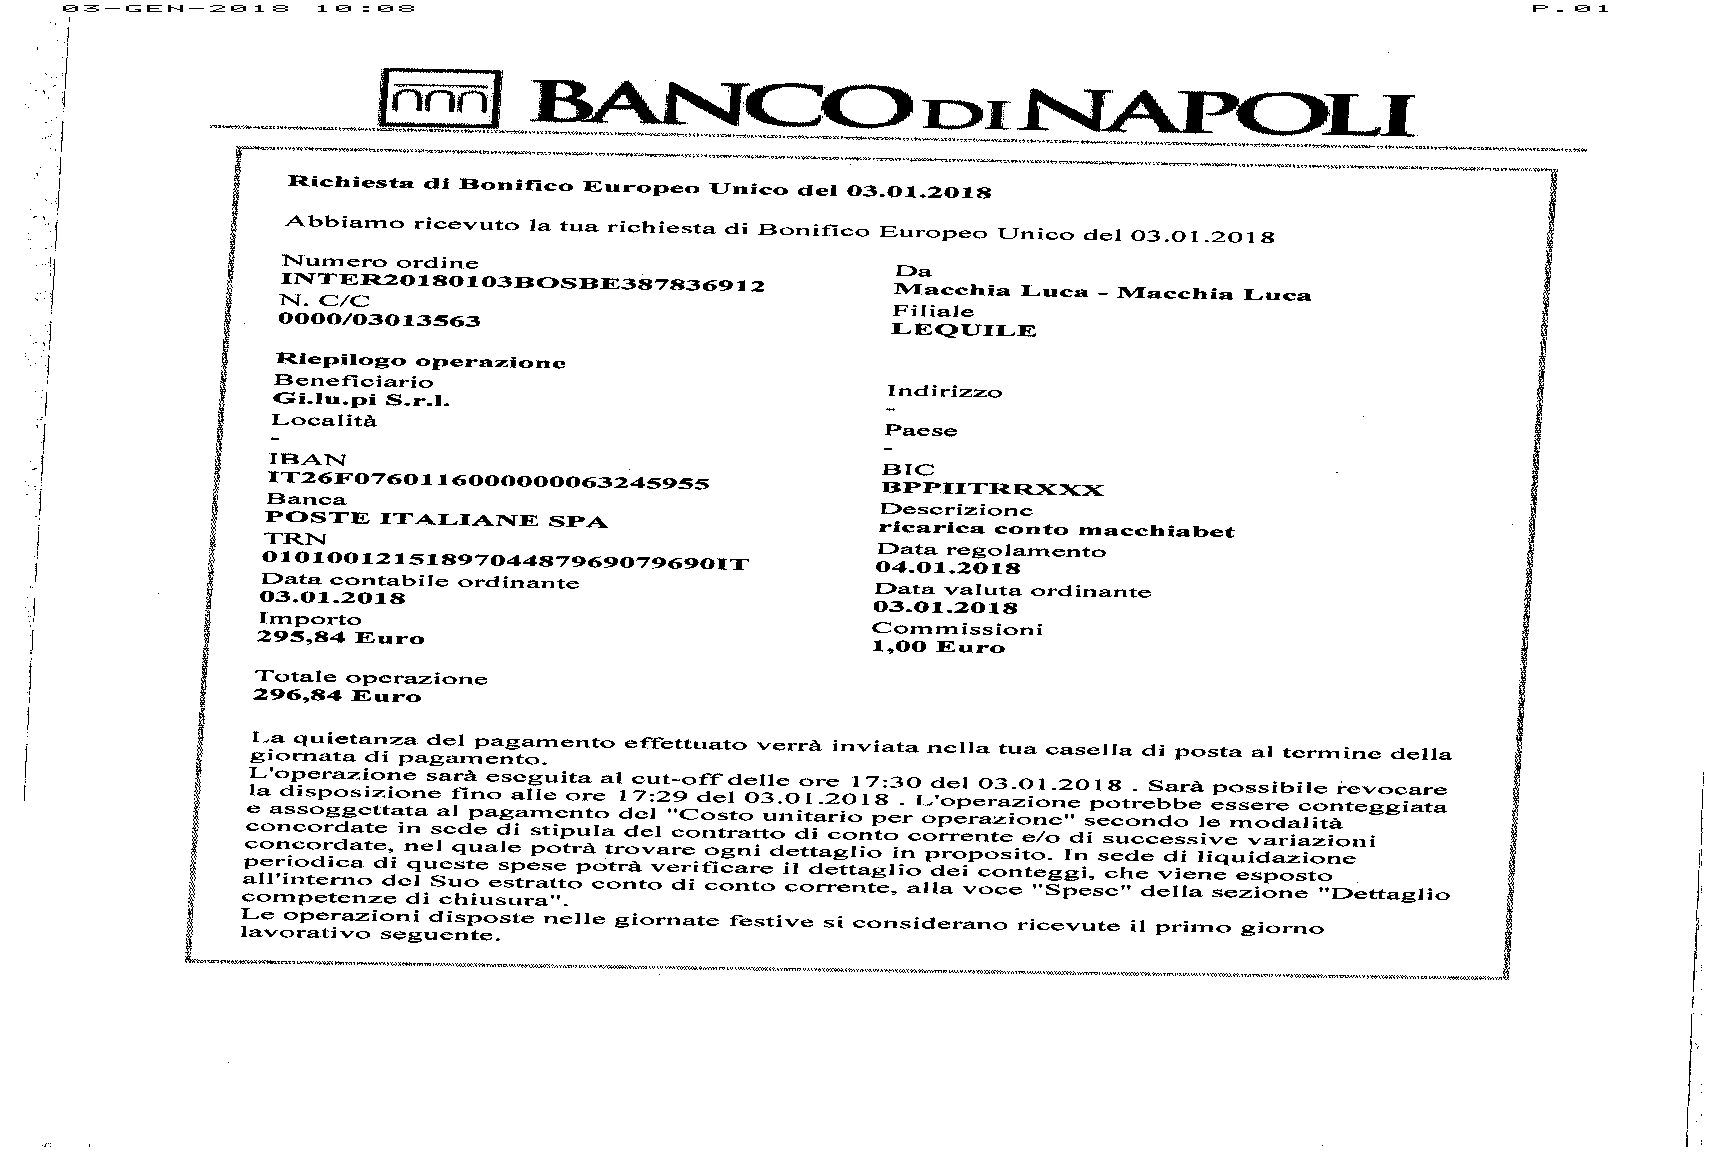 03-GEN-2018 10:08 P.01
BANCO DI NAPOLI
Richiesta di Bonifico Europeo Unico del 03.01.2018
Abbiamo ricevuto la tua richiesta di Bonifico Europeo Unico del 03.01.2018
Numero ordine
INTER20180103BOSBE387836912
N. C/C
0000/03013563
Da
Macchia Luca - Macchia Luca
Filiale
LEQUILE
Riepilogo operazione
Beneficiario
Gi.lu.pi S.r.l.
Località
-
IBAN
IT26F0760116000000063245955
Banca
POSTE ITALIANE SPA
TRN
0101001215189704487969079690IT
Data contabile ordinante
03.01.2018
Importo
295,84 Euro
Indirizzo
-
Paese
-
BIC
BPPIITRRXXX
Descrizione
ricarica conto macchiabet
Data regolamento
04.01.2018
Data valuta ordinante
03.01.2018
Commissioni
1,00 Euro
Totale operazione
296,84 Euro
La quietanza del pagamento effettuato verrà inviata nella tua casella di posta al termine della
giornata di pagamento.
L'operazione sarà eseguita al cut-off delle ore 17:30 del 03.01.2018 . Sarà possibile revocare
la disposizione fino alle ore 17:29 del 03.01.2018 . L'operazione potrebbe essere conteggiata
e assoggettata al pagamento del "Costo unitario per operazione" secondo le modalità
concordate in sede di stipula del contratto di conto corrente e/o di successive variazioni
concordate, nel quale potrà trovare ogni dettaglio in proposito. In sede di liquidazione
periodica di queste spese potrà verificare il dettaglio dei conteggi, che viene esposto
all'interno del Suo estratto conto di conto corrente, alla voce "Spese" della sezione "Dettaglio
competenze di chiusura".
Le operazioni disposte nelle giornate festive si considerano ricevute il primo giorno
lavorativo seguente.